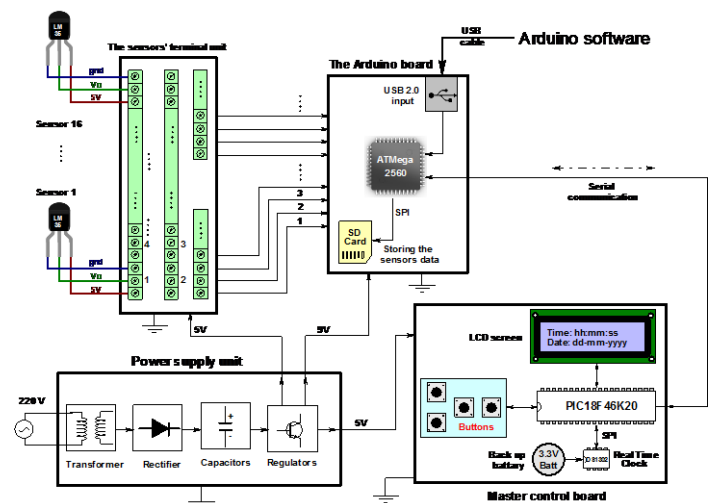 LM
35
The sensors' terminal unit
gnd
5V
Sensor 16
Sensor 1
LM
35
4
3
1
2
gnd
5V
USB
cable
Arduino software
The Arduino board
USB 2.0
input
ATMega
2560
SPI
SD
Card
Storing the
sensors data
3
2
1
Serial
communication
5V
5V
Power supply unit
220 V
Transformer
Rectifier
Capacitors
Regulators
5V
LCD screen
Time: hh:mm:ss
Date: dd-mm-yyyy
Buttons
PIC18F46K20
SPI
Back up
battary
3.3V
Batt
Real Time
Clock
Master control board